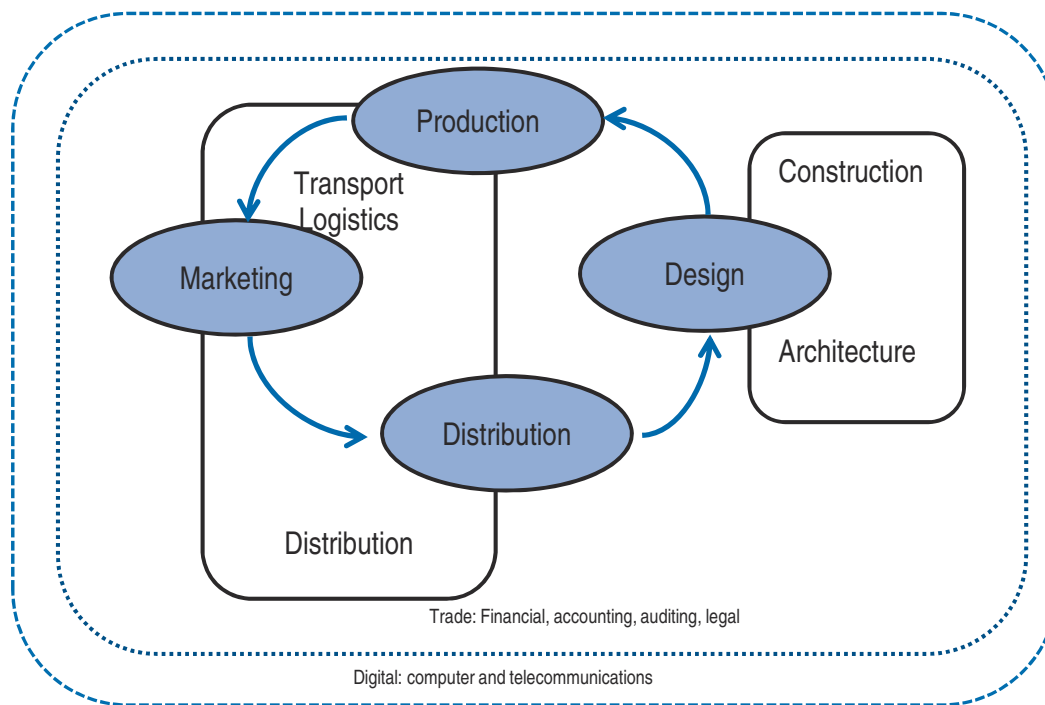 Production
Construction
Transport
Logistics
Marketing
Design
Architecture
Distribution
Distribution
Trade: Financial, accounting, auditing, legal
Digital: computer and telecommunications